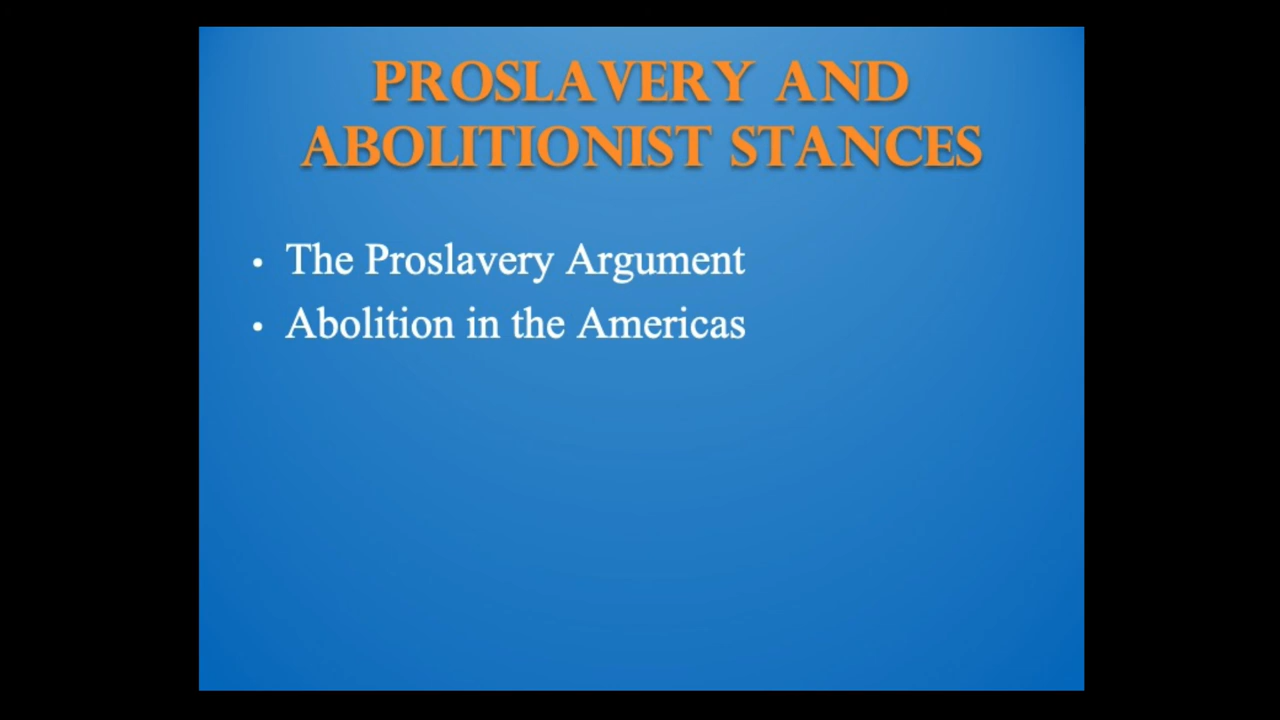 PROSLAVERY AND
ABOLITIONIST STANCES
• The Proslavery Argument
• Abolition in the Americas